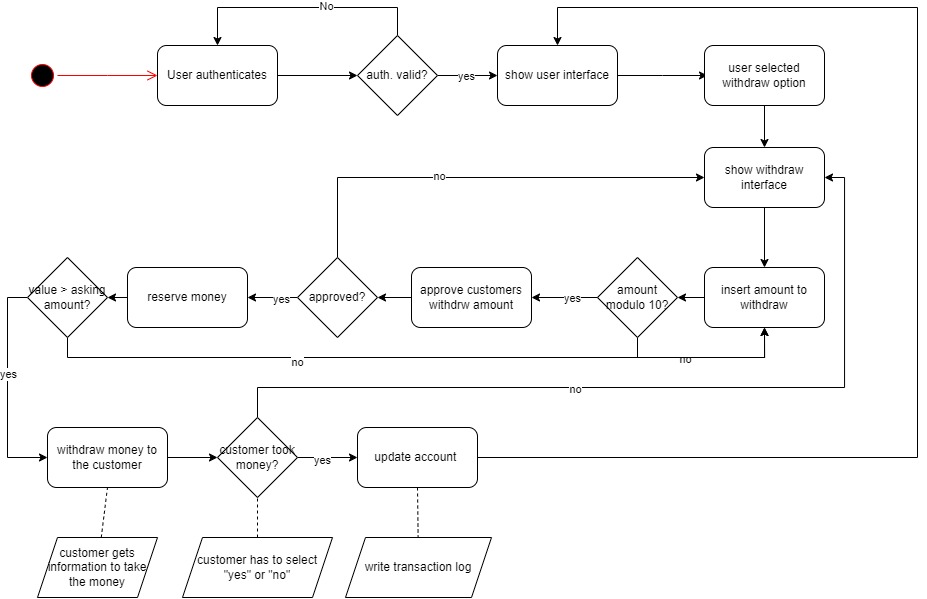 No
User authenticates
auth. valid?
yes
show user interface
user selected
withdraw option
show withdraw
interface
no
value > asking
amount?
reserve money
yes
approved?
approve customers
withdrw amount
yes
amount
modulo 10?
insert amount to
withdraw
no
no
yes
no
withdraw money to
the customer
customer took
money?
yes
update account
customer gets
information to take
the money
customer has to select
"yes" or "no"
write transaction log